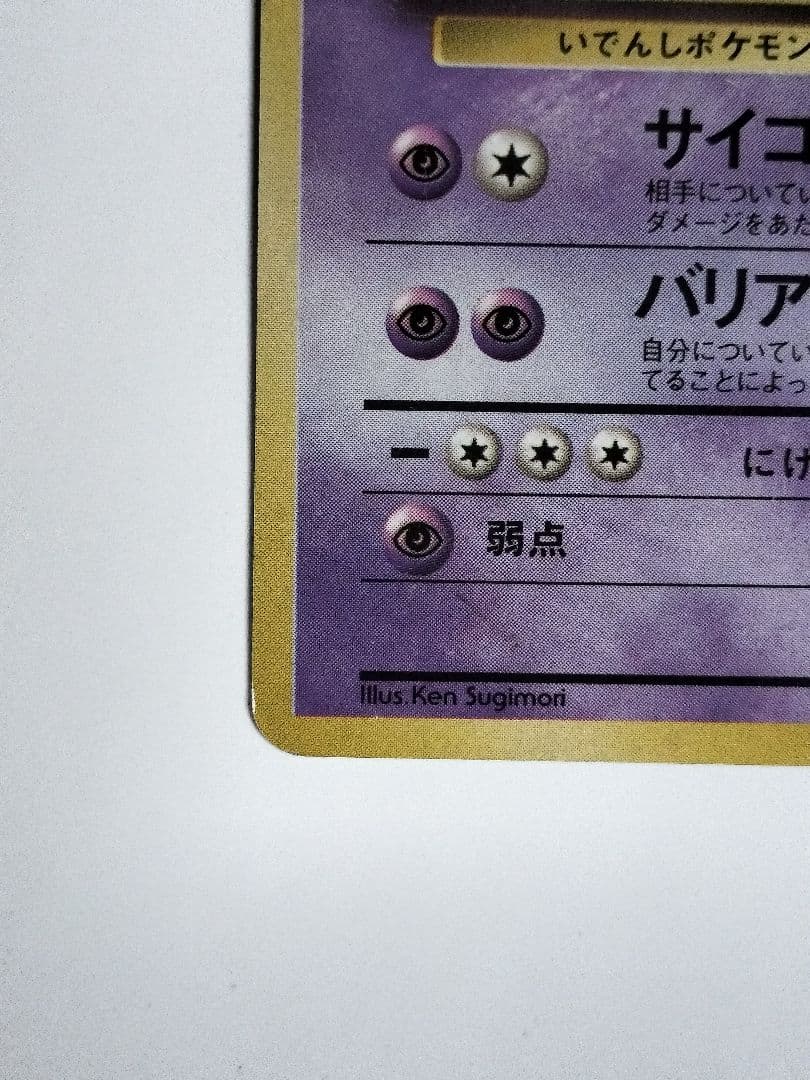 いでんしポケモン
サイコ
相手についてい
ダメージをあた
バリア
自分についてい
てることによっ
にげ
弱点
Illus. Ken Sugimori